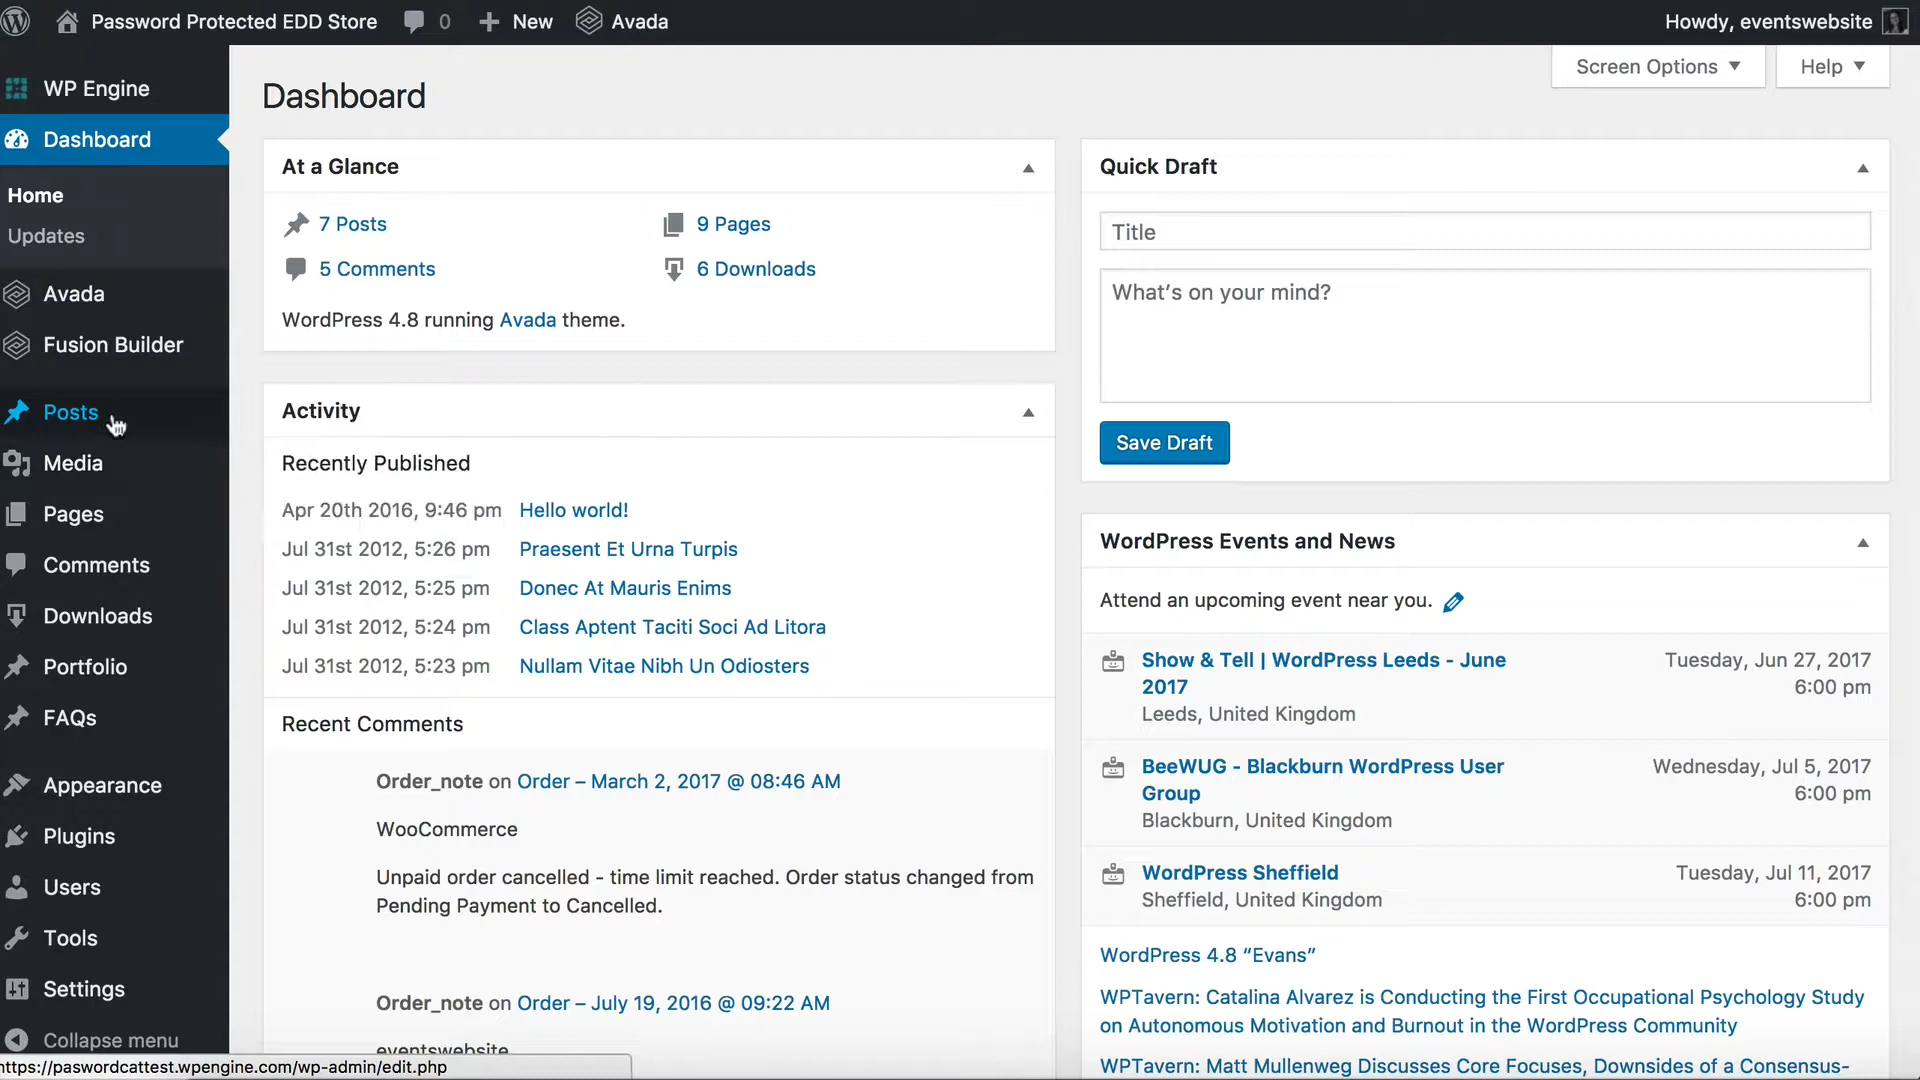 Password Protected EDD Store
0
New
Avada
Howdy, eventswebsite
WP Engine
Dashboard
Home
Updates
Avada
Fusion Builder
Posts
Media
Pages
Comments
Downloads
Portfolio
FAQs
Appearance
Plugins
Users
Tools
Settings
Collapse menu
Screen Options
Help
Dashboard
At a Glance
7 Posts
9 Pages
5 Comments
6 Downloads
WordPress 4.8 running Avada theme.
Activity
Recently Published
Apr 20th 2016, 9:46 pm Hello world!
Jul 31st 2012, 5:26 pm Praesent Et Urna Turpis
Jul 31st 2012, 5:25 pm Donec At Mauris Enims
Jul 31st 2012, 5:24 pm Class Aptent Taciti Soci Ad Litora
Jul 31st 2012, 5:23 pm Nullam Vitae Nibh Un Odiosters
Recent Comments
Order_note on Order – March 2, 2017 @ 08:46 AM
WooCommerce
Unpaid order cancelled - time limit reached. Order status changed from
Pending Payment to Cancelled.
Order_note on Order – July 19, 2016 @ 09:22 AM
eventswebsite
Quick Draft
Title
What's on your mind?
Save Draft
WordPress Events and News
Attend an upcoming event near you.
Show & Tell | WordPress Leeds - June
2017
Leeds, United Kingdom
Tuesday, Jun 27, 2017
6:00 pm
BeeWUG - Blackburn WordPress User
Group
Blackburn, United Kingdom
Wednesday, Jul 5, 2017
6:00 pm
WordPress Sheffield
Sheffield, United Kingdom
Tuesday, Jul 11, 2017
6:00 pm
WordPress 4.8 “Evans”
WPTavern: Catalina Alvarez is Conducting the First Occupational Psychology Study
on Autonomous Motivation and Burnout in the WordPress Community
WPTavern: Matt Mullenweg Discusses Core Focuses, Downsides of a Consensus-
https://paswordcattest.wpengine.com/wp-admin/edit.php